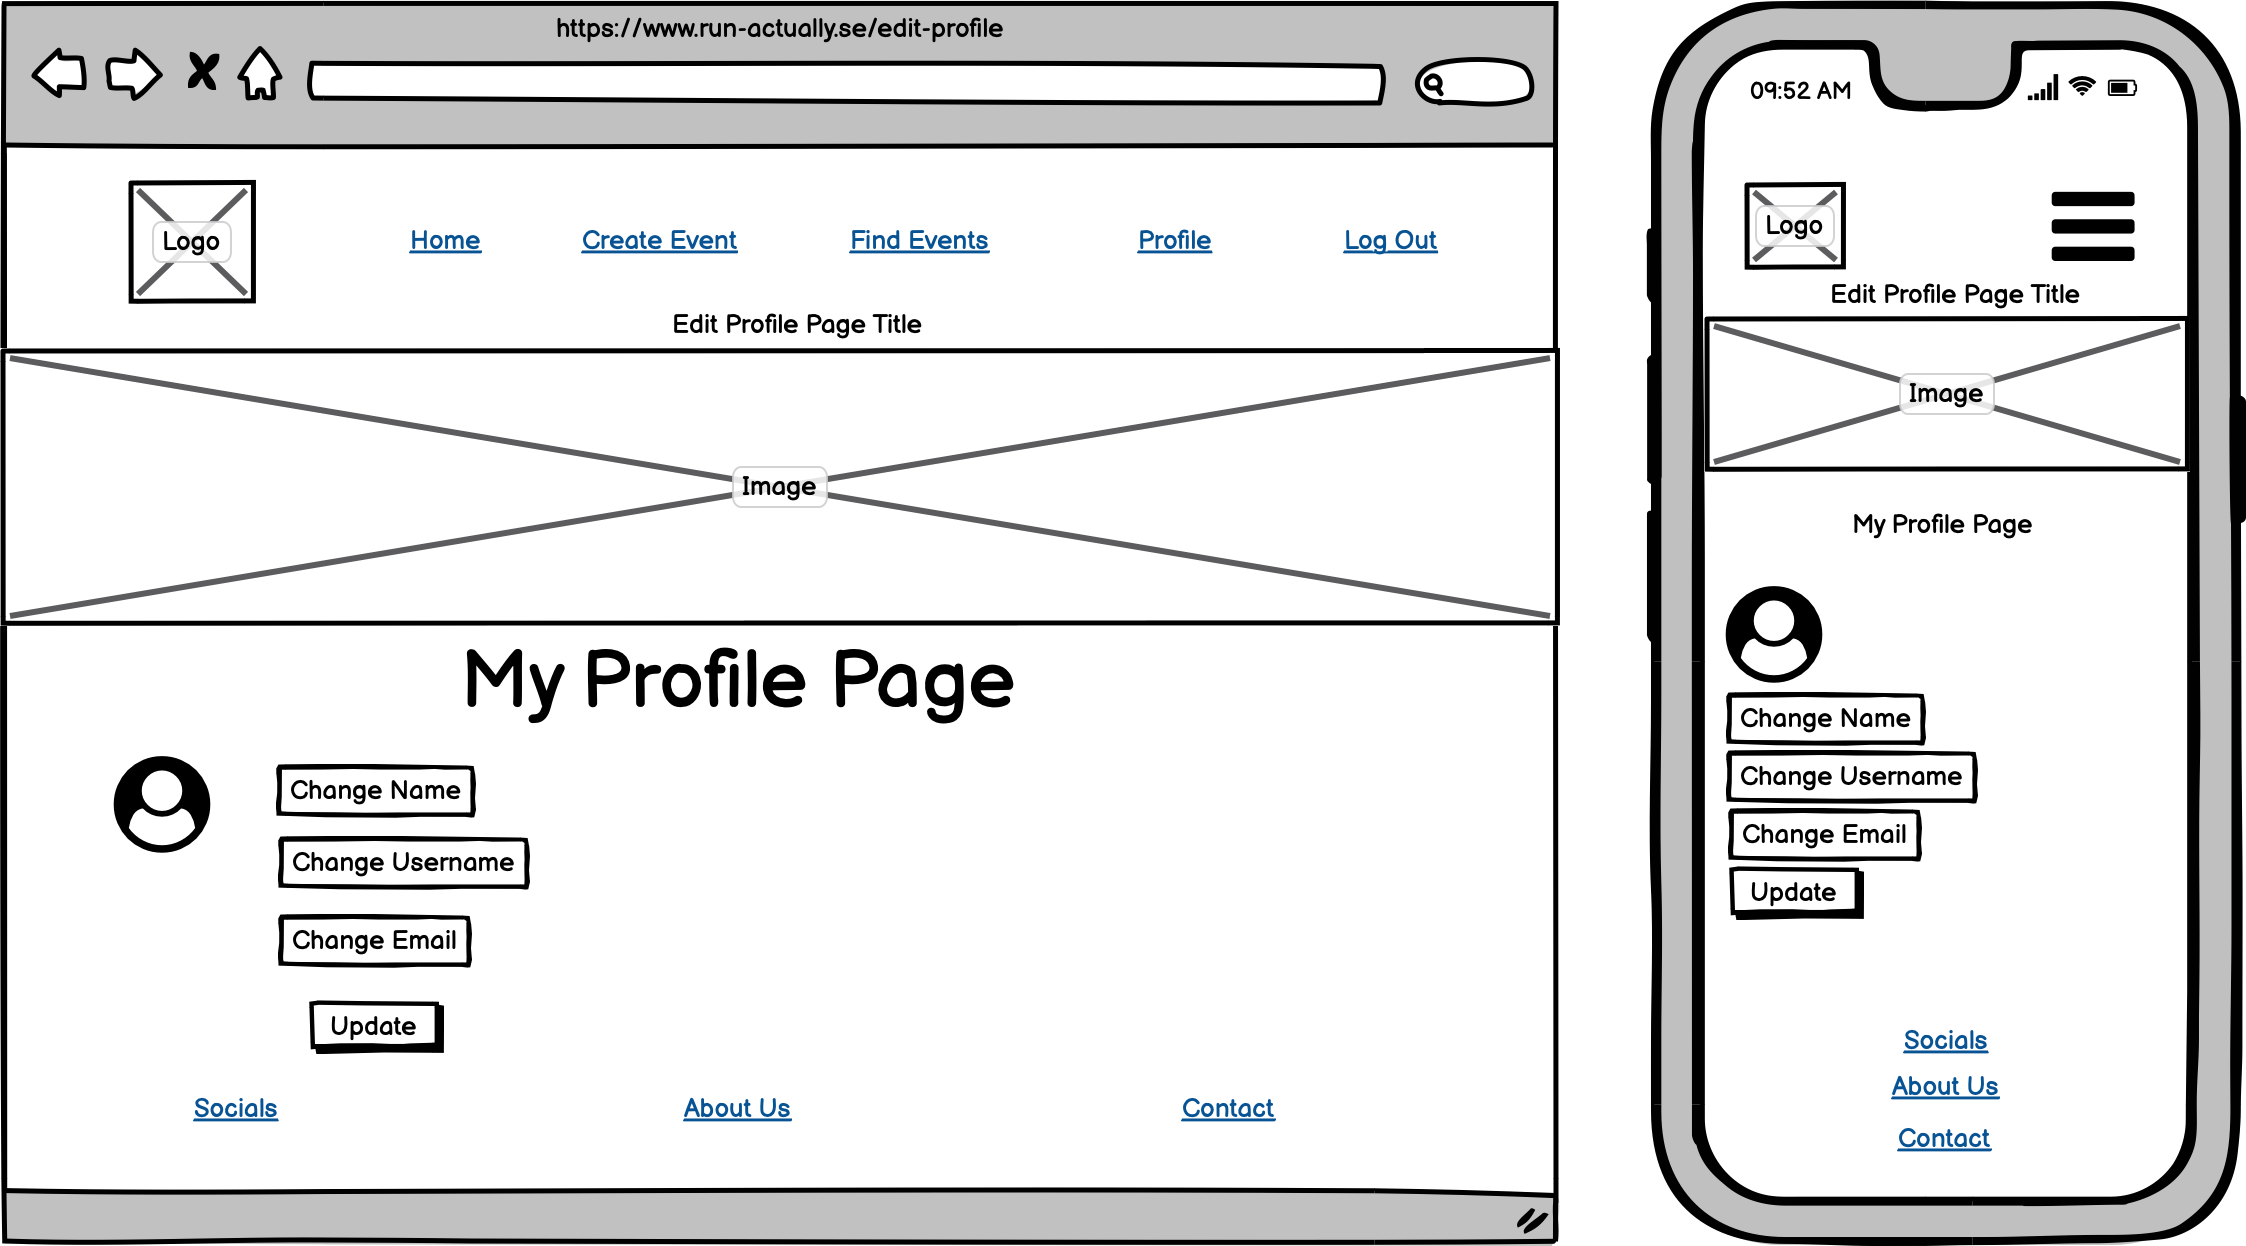 https://www.run-actually.se/edit-profile
Logo
Home Create Event Find Events Profile Log Out
Edit Profile Page Title
Image
My Profile Page
Change Name
Change Username
Change Email
Update
Socials About Us Contact
09:52 AM
Logo
Edit Profile Page Title
Image
My Profile Page
Change Name
Change Username
Change Email
Update
Socials
About Us
Contact